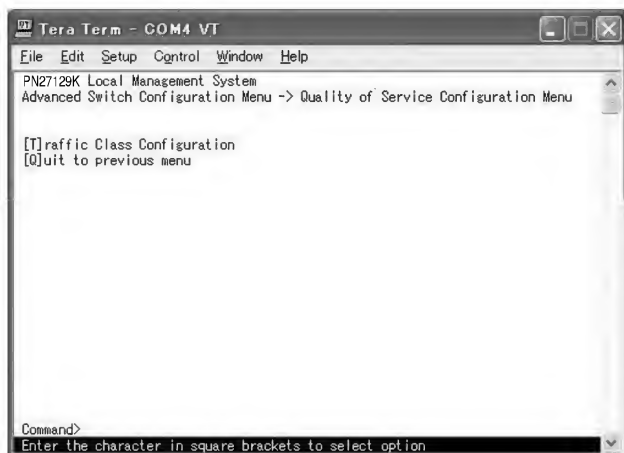 Tera Term - COM4 VT
File Edit Setup Control Window Help
PN27129K Local Management System
Advanced Switch Configuration Menu -> Quality of Service Configuration Menu
[T]raffic Class Configuration
[Q]uit to previous menu
Command>
Enter the character in square brackets to select option